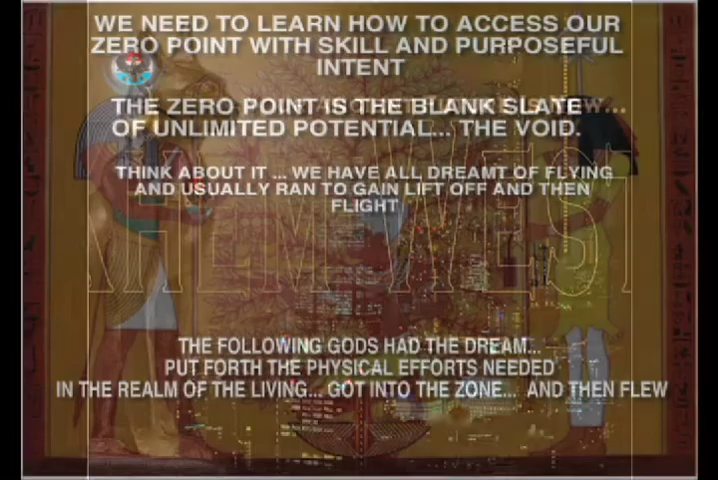 WE NEED TO LEARN HOW TO ACCESS OUR
ZERO POINT WITH SKILL AND PURPOSEFUL
INTENT
THE ZERO POINT IS THE BLANK SLATE
OF UNLIMITED POTENTIAL... THE VOID.
THINK ABOUT IT ... WE HAVE ALL DREAMT OF FLYING
AND USUALLY RAN TO GAIN LIFT OFF AND THEN
FLIGHT
KHEM WEST
THE FOLLOWING GODS HAD THE DREAM...
PUT FORTH THE PHYSICAL EFFORTS NEEDED
IN THE REALM OF THE LIVING... GOT INTO THE ZONE... AND THEN FLEW